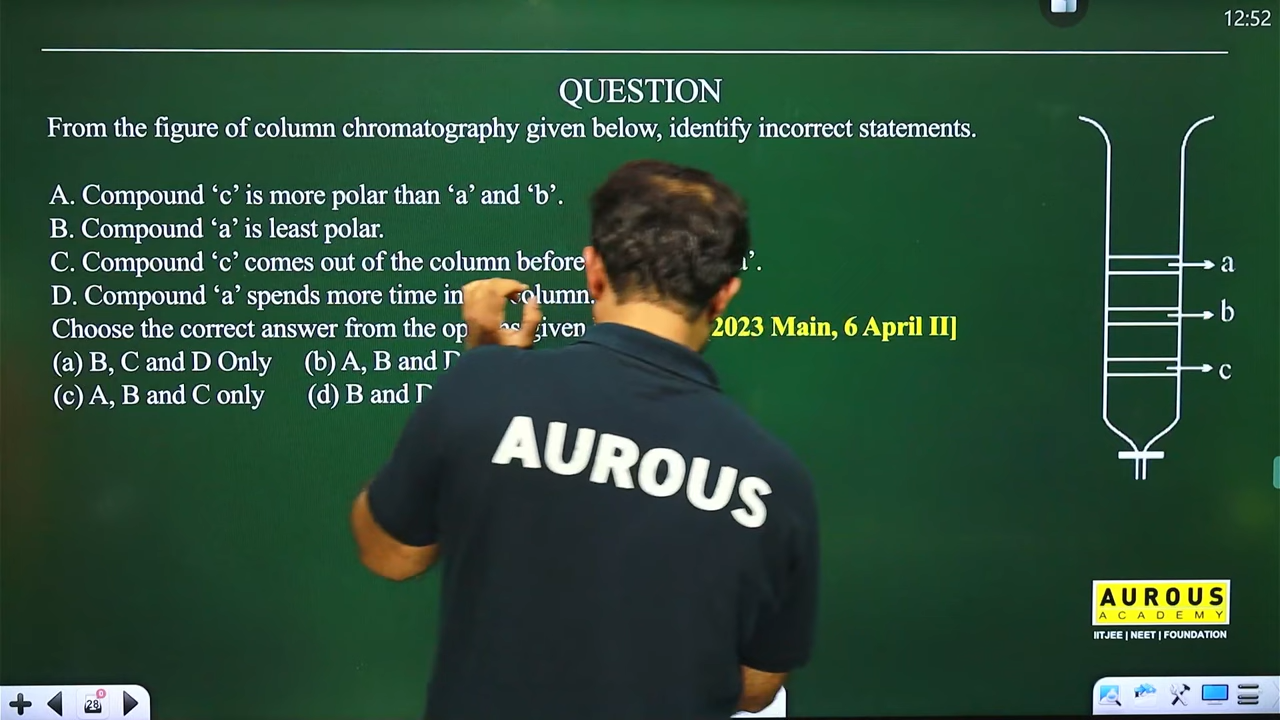 12:52
QUESTION
From the figure of column chromatography given below, identify incorrect statements.
A. Compound ‘c’ is more polar than ‘a’ and ‘b’.
B. Compound ‘a’ is least polar.
C. Compound ‘c’ comes out of the column before ’.
D. Compound ‘a’ spends more time in column.
Choose the correct answer from the given 2023 Main, 6 April II]
(a) B, C and D Only (b) A, B and
(c) A, B and C only (d) B and
a
b
c
AUROUS
AUROUS
ACADEMY
IITJEE | NEET | FOUNDATION
28
0